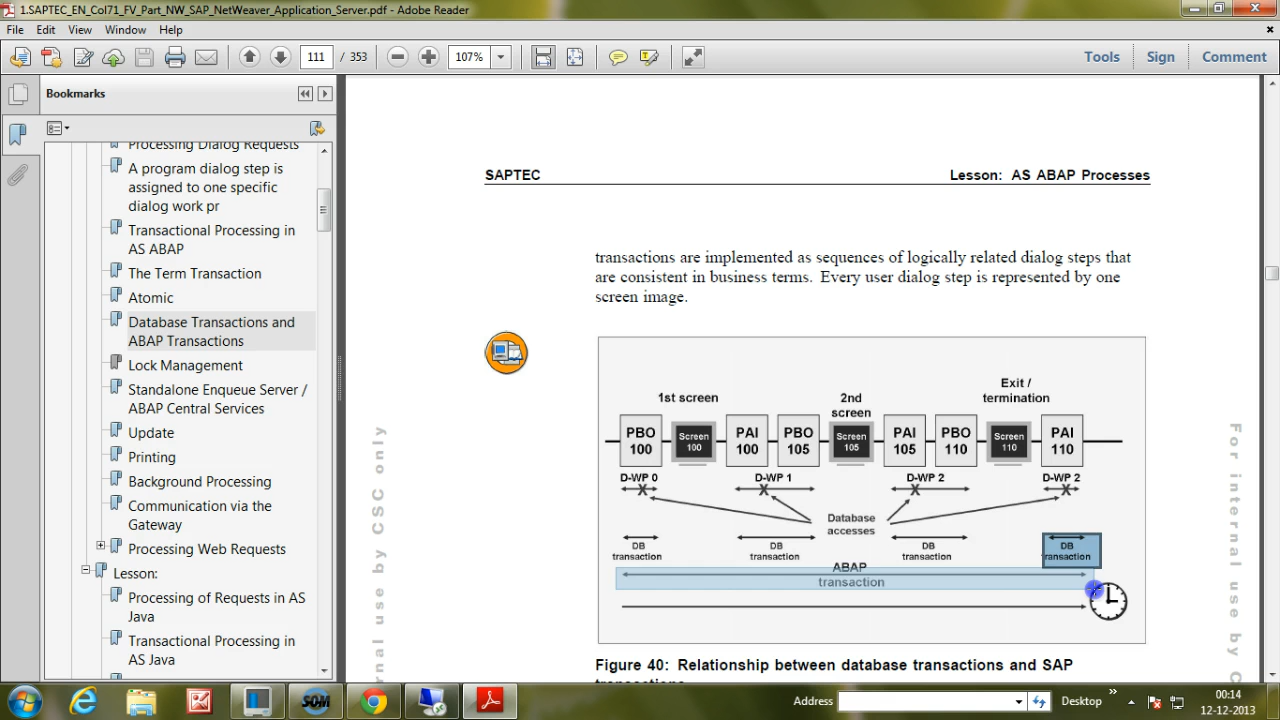 1.SAPTEC_EN_Col71_FV_Part_NW_SAP_NetWeaver_Application_Server.pdf - Adobe Reader
File Edit View Window Help
111 / 353 107% Tools Sign Comment
Bookmarks
Processing Dialog Requests
A program dialog step is
assigned to one specific
dialog work pr
Transactional Processing in
AS ABAP
The Term Transaction
Atomic
Database Transactions and
ABAP Transactions
Lock Management
Standalone Enqueue Server /
ABAP Central Services
Update
Printing
Background Processing
Communication via the
Gateway
Processing Web Requests
Lesson:
Processing of Requests in AS
Java
Transactional Processing in
AS Java
SAPTEC Lesson: AS ABAP Processes
transactions are implemented as sequences of logically related dialog steps that
are consistent in business terms. Every user dialog step is represented by one
screen image.
1st screen
2nd
screen
Exit /
termination
PBO
100
Screen
100
PAI
100
PBO
105
Screen
105
PAI
105
PBO
110
Screen
110
PAI
110
D-WP 0 D-WP 1 D-WP 2 D-WP 2
Database
accesses
DB
transaction
DB
transaction
DB
transaction
DB
transaction
ABAP
transaction
Figure 40: Relationship between database transactions and SAP
transactions
rnal use by CSC only
For internal use by C
SQM
Address
Desktop
00:14
12-12-2013